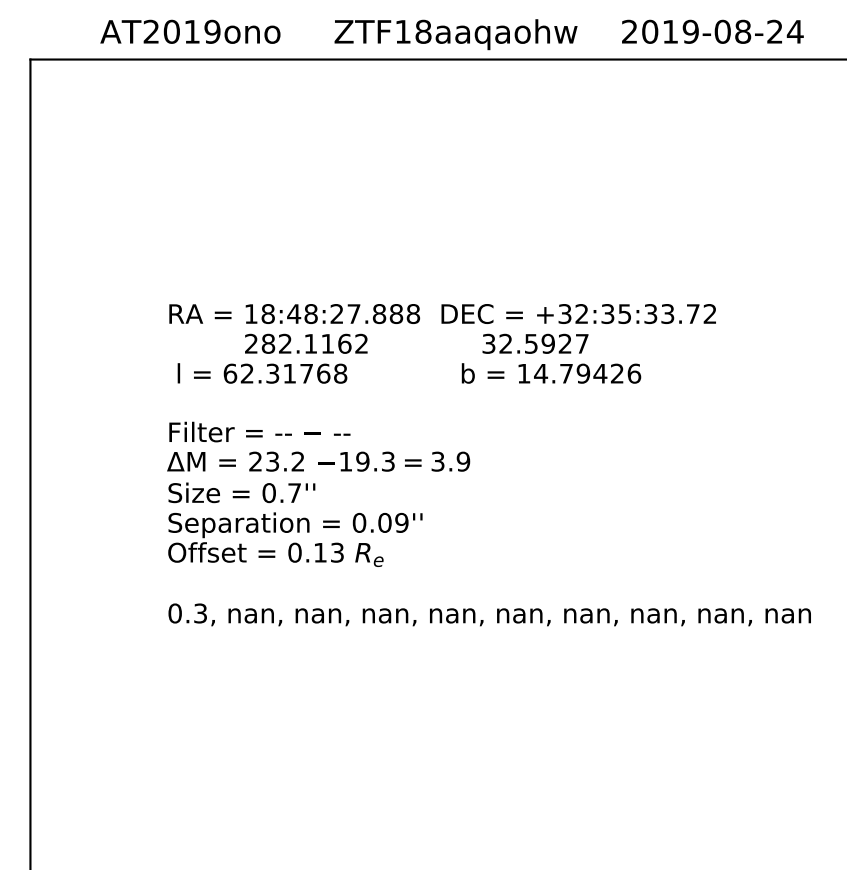 AT2019ono ZTF18aaqaohw 2019-08-24
RA = 18:48:27.888 DEC = +32:35:33.72
282.1162 32.5927
l = 62.31768 b = 14.79426
Filter = -- − --
ΔM = 23.2 −19.3 = 3.9
Size = 0.7''
Separation = 0.09''
Offset = 0.13 Rₑ
0.3, nan, nan, nan, nan, nan, nan, nan, nan, nan